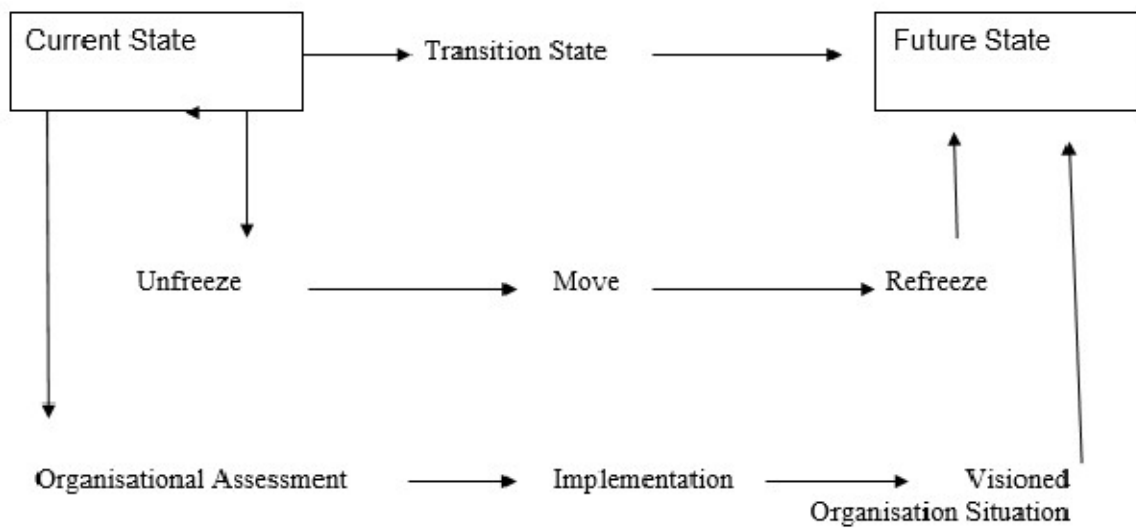 Current State
Transition State
Future State
Unfreeze
Move
Refreeze
Organisational Assessment
Implementation
Visioned
Organisation Situation